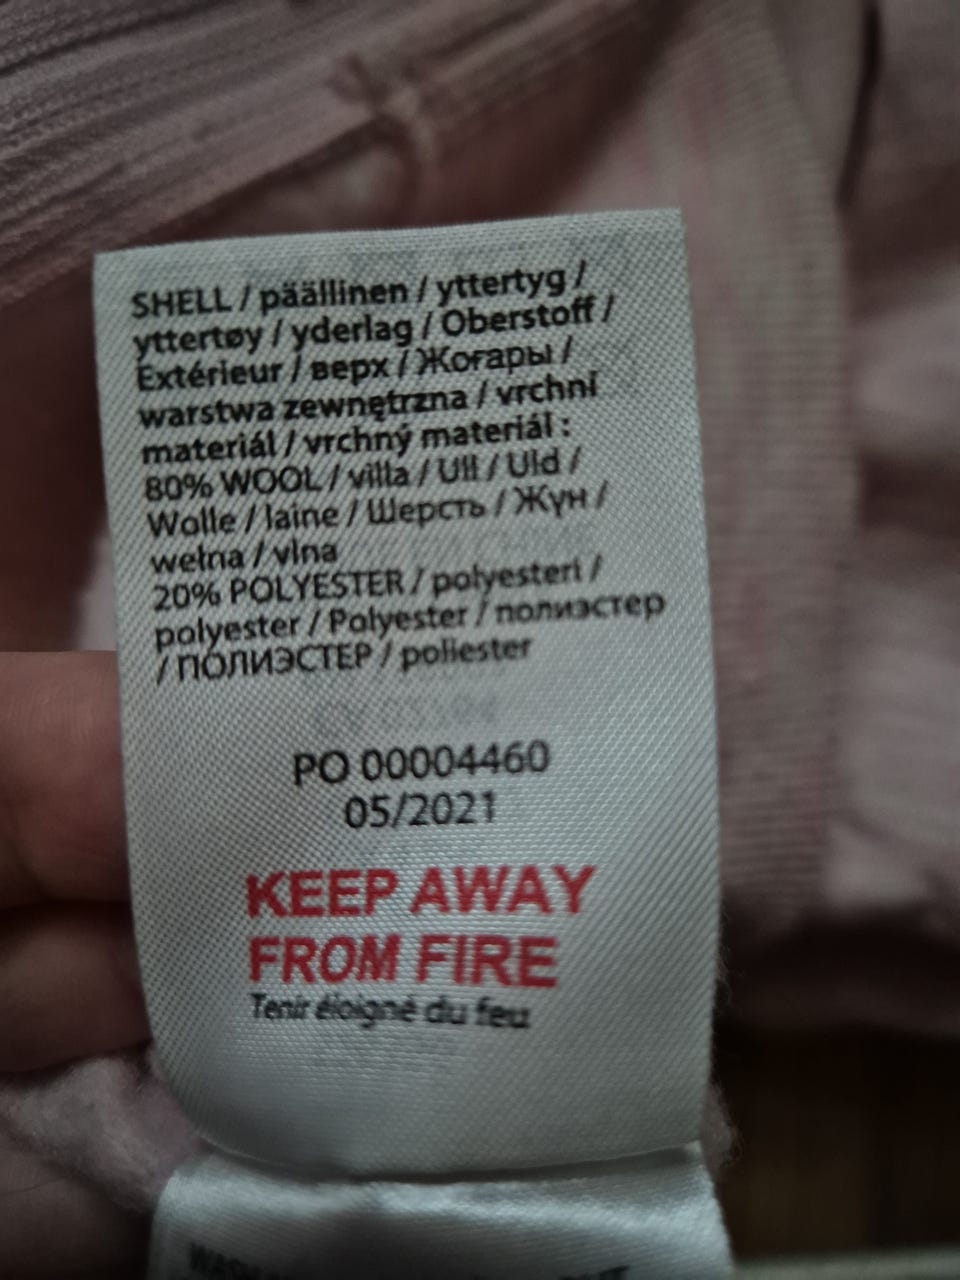 SHELL / päällinen / yttertyg /
yttertøy / yderlag / Oberstoff /
Extérieur / верх / Жоғары /
warstwa zewnętrzna / vrchní
materiál / vrchný materiál :
80% WOOL / villa / Ull / Uld /
Wolle / laine / Шерсть / Жүн /
wełna / vlna
20% POLYESTER / polyesteri /
polyester / Polyester / полиэстер
/ ПОЛИЭСТЕР / poliester
PO 00004460
05/2021
KEEP AWAY
FROM FIRE
Tenir éloigné du feu